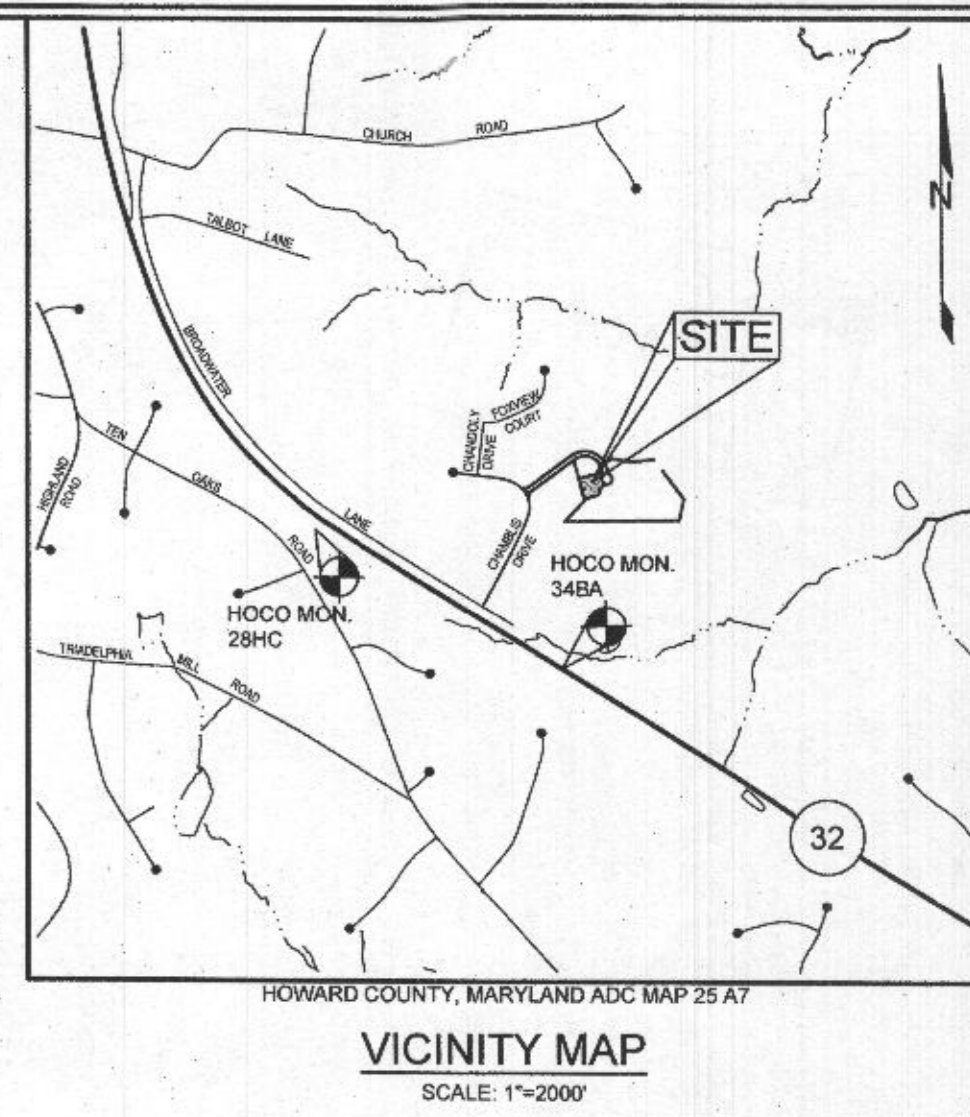 CHURCH ROAD
N
TALBOT LANE
SITE
BROADWATER
LANE
FOXVIEW
COURT
CHANDOLY
DRIVE
TEN
OAKS
ROAD
HIGHLAND
ROAD
CHAMBLIS
DRIVE
HOCO MON.
34BA
HOCO MON.
28HC
TRIADELPHIA
MILL
ROAD
32
HOWARD COUNTY, MARYLAND ADC MAP 25 A7
VICINITY MAP
SCALE: 1"=2000'